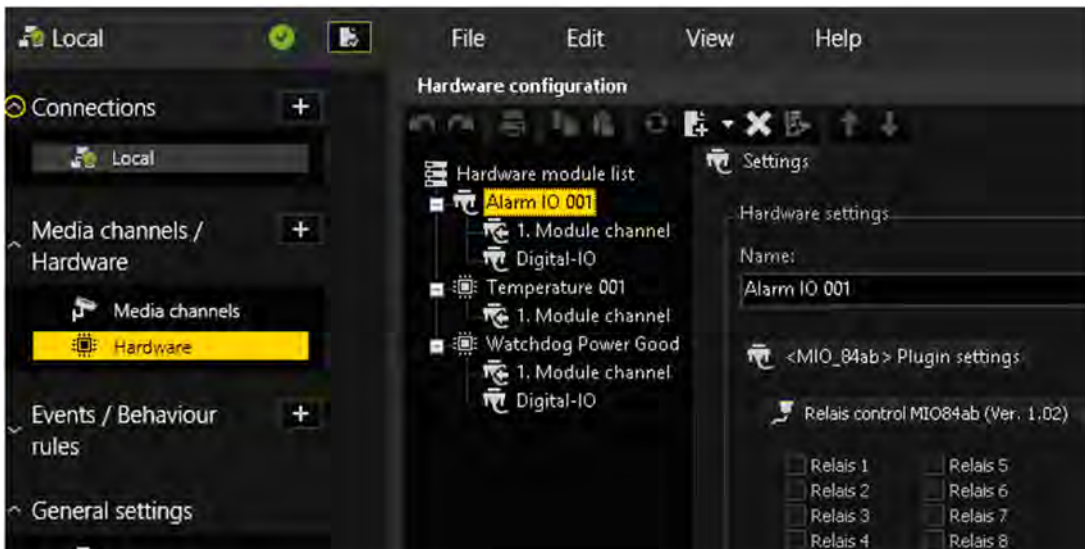 Local
File Edit View Help
Connections
+
Local
Media channels /
Hardware
+
Media channels
Hardware
Events / Behaviour
rules
+
General settings
Hardware configuration
Hardware module list
Alarm IO 001
1. Module channel
Digital-IO
Temperature 001
1. Module channel
Watchdog Power Good
1. Module channel
Digital-IO
Settings
Hardware settings
Name:
Alarm IO 001
<MIO_84ab> Plugin settings
Relais control MIO84ab (Ver. 1.02)
Relais 1 Relais 5
Relais 2 Relais 6
Relais 3 Relais 7
Relais 4 Relais 8